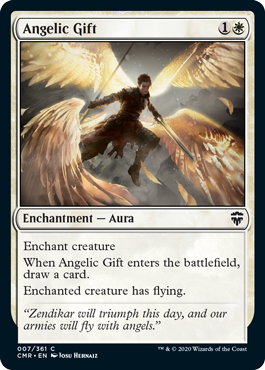 Angelic Gift 1
Enchantment — Aura
Enchant creature
When Angelic Gift enters the battlefield,
draw a card.
Enchanted creature has flying.
“Zendikar will triumph this day, and our
armies will fly with angels.”
007/361 C
CMR • EN Josu Hernaiz
™ & © 2020 Wizards of the Coast